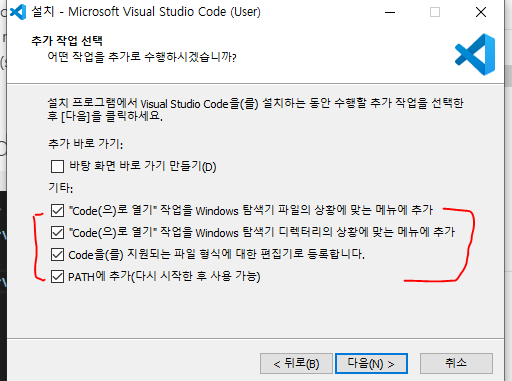 설치 - Microsoft Visual Studio Code (User)
추가 작업 선택
어떤 작업을 추가로 수행하시겠습니까?
설치 프로그램에서 Visual Studio Code을(를) 설치하는 동안 수행할 추가 작업을 선택한
후 [다음]을 클릭하세요.
추가 바로 가기:
바탕 화면 바로 가기 만들기(D)
기타:
"Code(으)로 열기" 작업을 Windows 탐색기 파일의 상황에 맞는 메뉴에 추가
"Code(으)로 열기" 작업을 Windows 탐색기 디렉터리의 상황에 맞는 메뉴에 추가
Code을(를) 지원되는 파일 형식에 대한 편집기로 등록합니다.
PATH에 추가(다시 시작한 후 사용 가능)
< 뒤로(B)
다음(N) >
취소